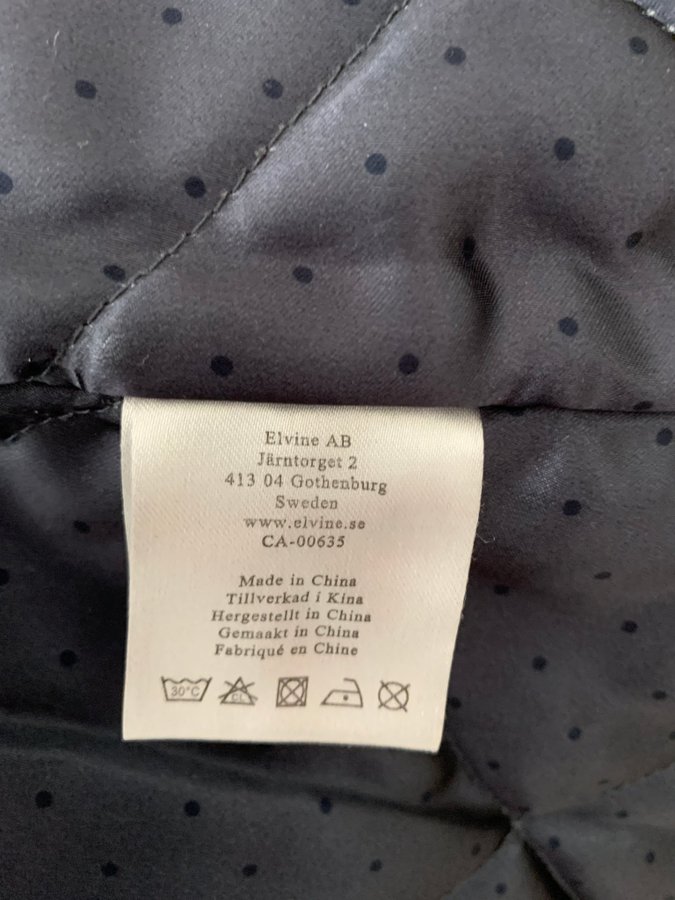 Elvine AB
Järntorget 2
413 04 Gothenburg
Sweden
www.elvine.se
CA-00635
Made in China
Tillverkad i Kina
Hergestellt in China
Gemaakt in China
Fabriqué en Chine
30°C CL